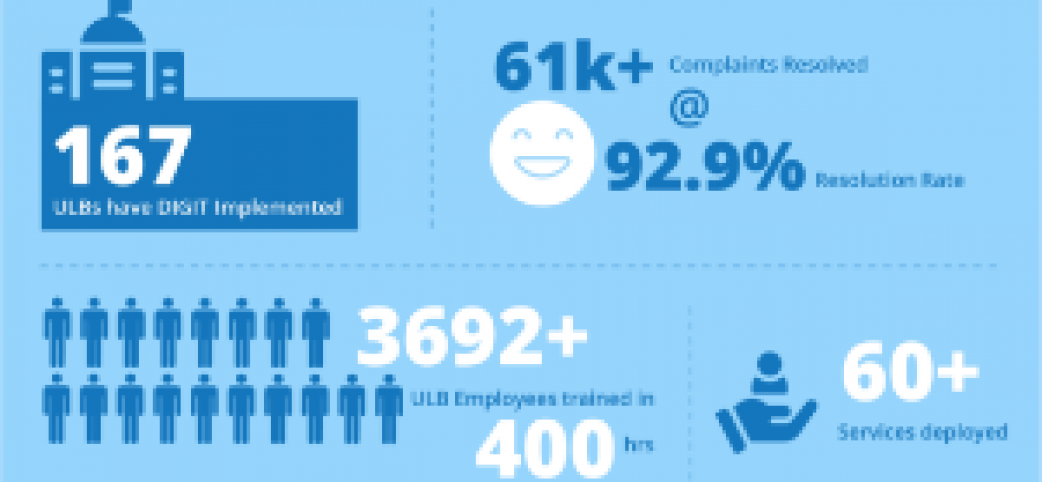 167
ULBs have DIGIT Implemented
61k+ Complaints Resolved
@
92.9% Resolution Rate
3692+
ULB Employees trained in
400 hrs
60+
Services deployed